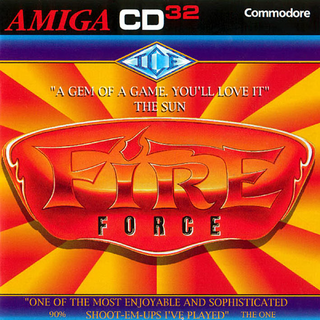 AMIGA CD32 Commodore
ICE
"A GEM OF A GAME. YOU'LL LOVE IT"
THE SUN
FIRE
FORCE
"ONE OF THE MOST ENJOYABLE AND SOPHISTICATED
90% SHOOT-EM-UPS I'VE PLAYED" THE ONE